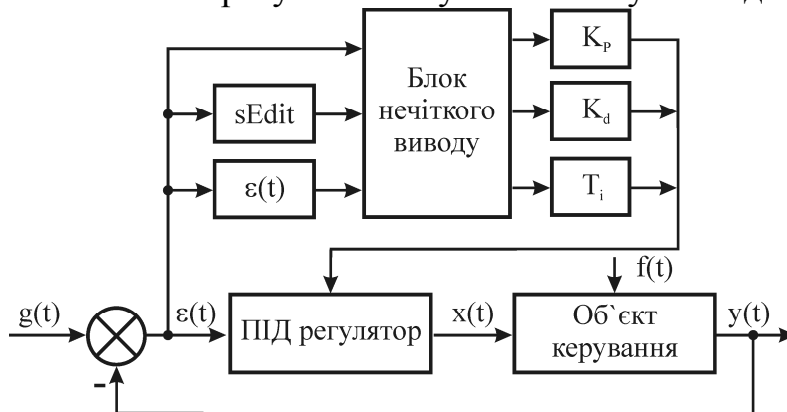 K_P
Блок
нечіткого
виводу
sEdit
K_d
ε(t)
T_i
f(t)
g(t)
ε(t)
ПІД регулятор
x(t)
Об`єкт
керування
y(t)
-